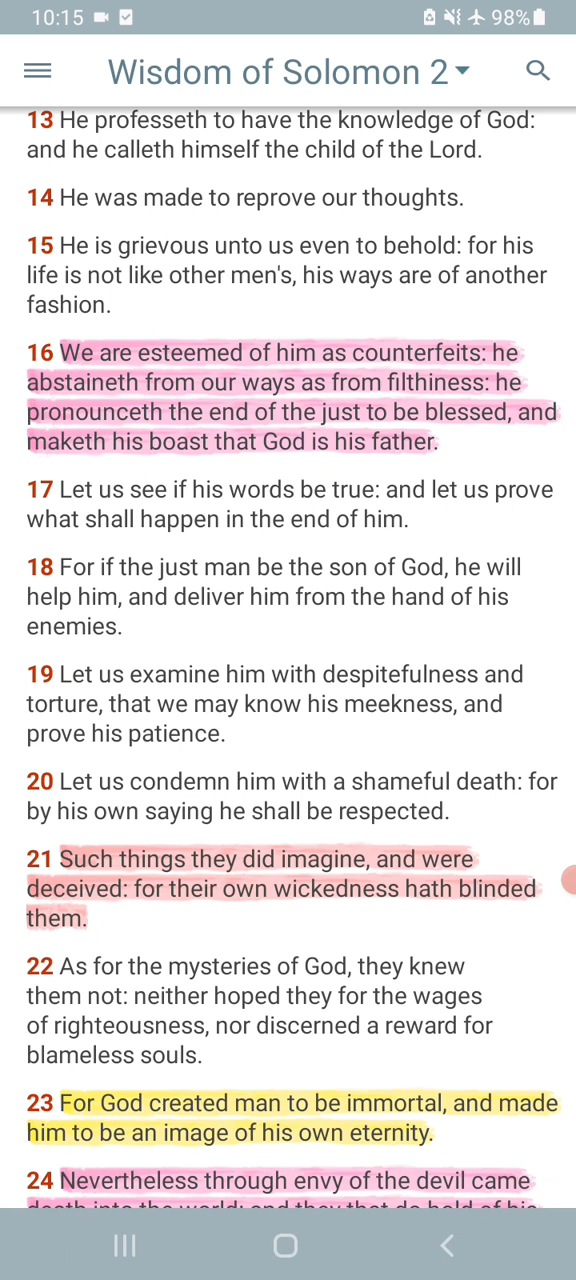 10:15
98%
Wisdom of Solomon 2
13 He professeth to have the knowledge of God:
and he calleth himself the child of the Lord.
14 He was made to reprove our thoughts.
15 He is grievous unto us even to behold: for his
life is not like other men's, his ways are of another
fashion.
16 We are esteemed of him as counterfeits: he
abstaineth from our ways as from filthiness: he
pronounceth the end of the just to be blessed, and
maketh his boast that God is his father.
17 Let us see if his words be true: and let us prove
what shall happen in the end of him.
18 For if the just man be the son of God, he will
help him, and deliver him from the hand of his
enemies.
19 Let us examine him with despitefulness and
torture, that we may know his meekness, and
prove his patience.
20 Let us condemn him with a shameful death: for
by his own saying he shall be respected.
21 Such things they did imagine, and were
deceived: for their own wickedness hath blinded
them.
22 As for the mysteries of God, they knew
them not: neither hoped they for the wages
of righteousness, nor discerned a reward for
blameless souls.
23 For God created man to be immortal, and made
him to be an image of his own eternity.
24 Nevertheless through envy of the devil came
death into the world: and they that do hold of his